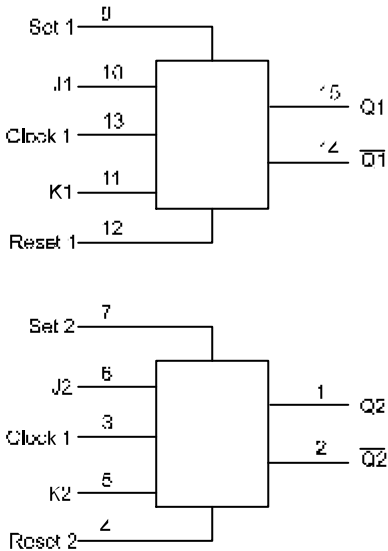 Set 1 9
J1 10
Clock 1 13
K1 11
Reset 1 12
15 Q1
14 Q1
Set 2 7
J2 6
Clock 1 3
K2 5
Reset 2 4
1 Q2
2 Q2